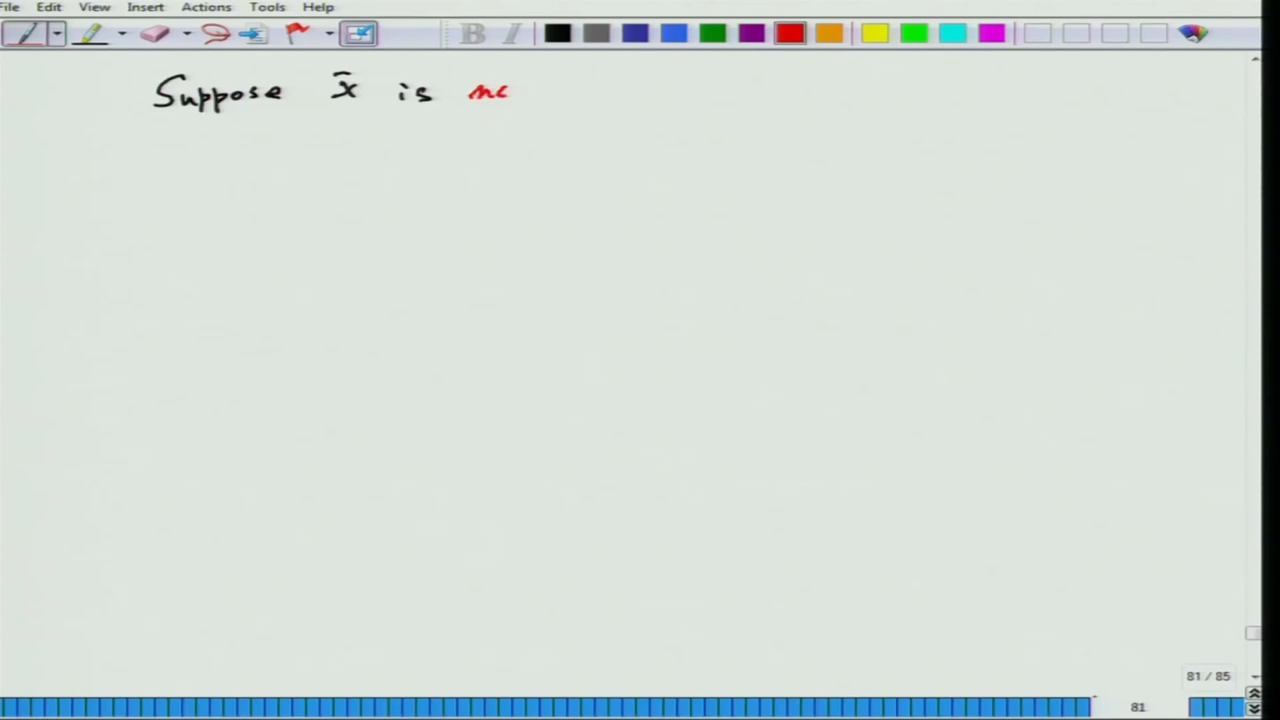 File Edit View Insert Actions Tools Help
B I
Suppose x̄ is
81 / 85
81